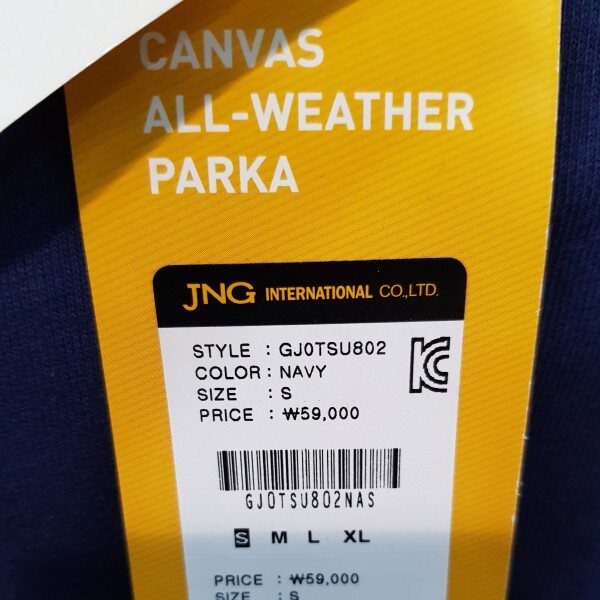 CANVAS
ALL-WEATHER
PARKA
JNG INTERNATIONAL CO.,LTD.
STYLE : GJ0TSU802
COLOR : NAVY
SIZE : S
PRICE : ₩59,000
GJ0TSU802NAS
S M L XL
PRICE : ₩59,000
SIZE : S